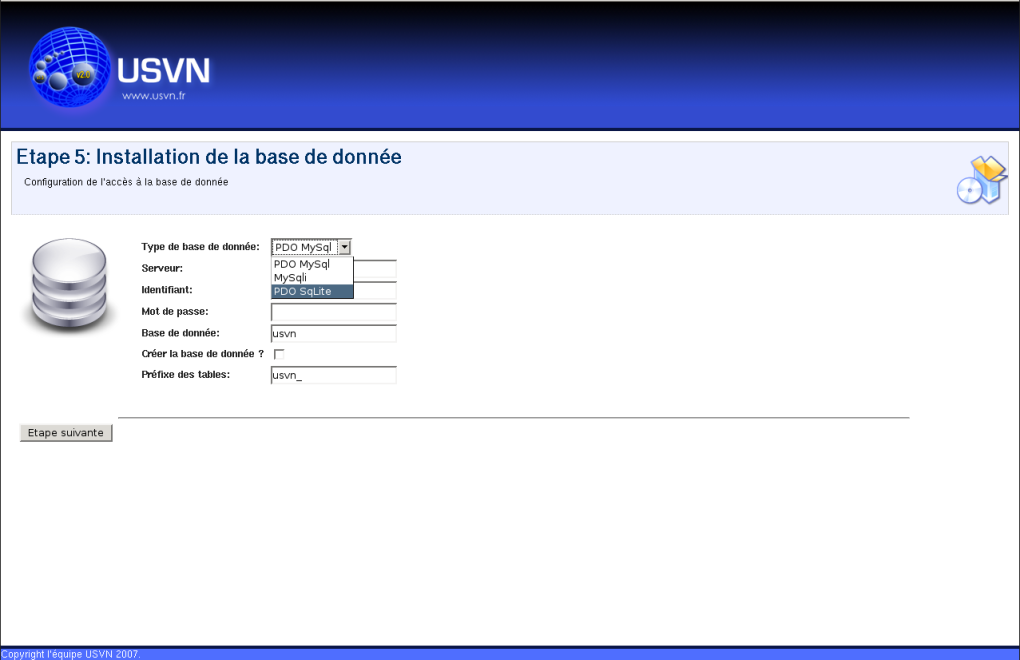 V2.0
USVN
www.usvn.fr
Etape 5: Installation de la base de donnée
Configuration de l'accès à la base de donnée
Type de base de donnée: PDO MySql
PDO MySql
MySqli
PDO SqLite
Serveur:
Identifiant:
Mot de passe:
Base de donnée: usvn
Créer la base de donnée ?
Préfixe des tables: usvn_
Etape suivante
Copyright l'équipe USVN 2007.